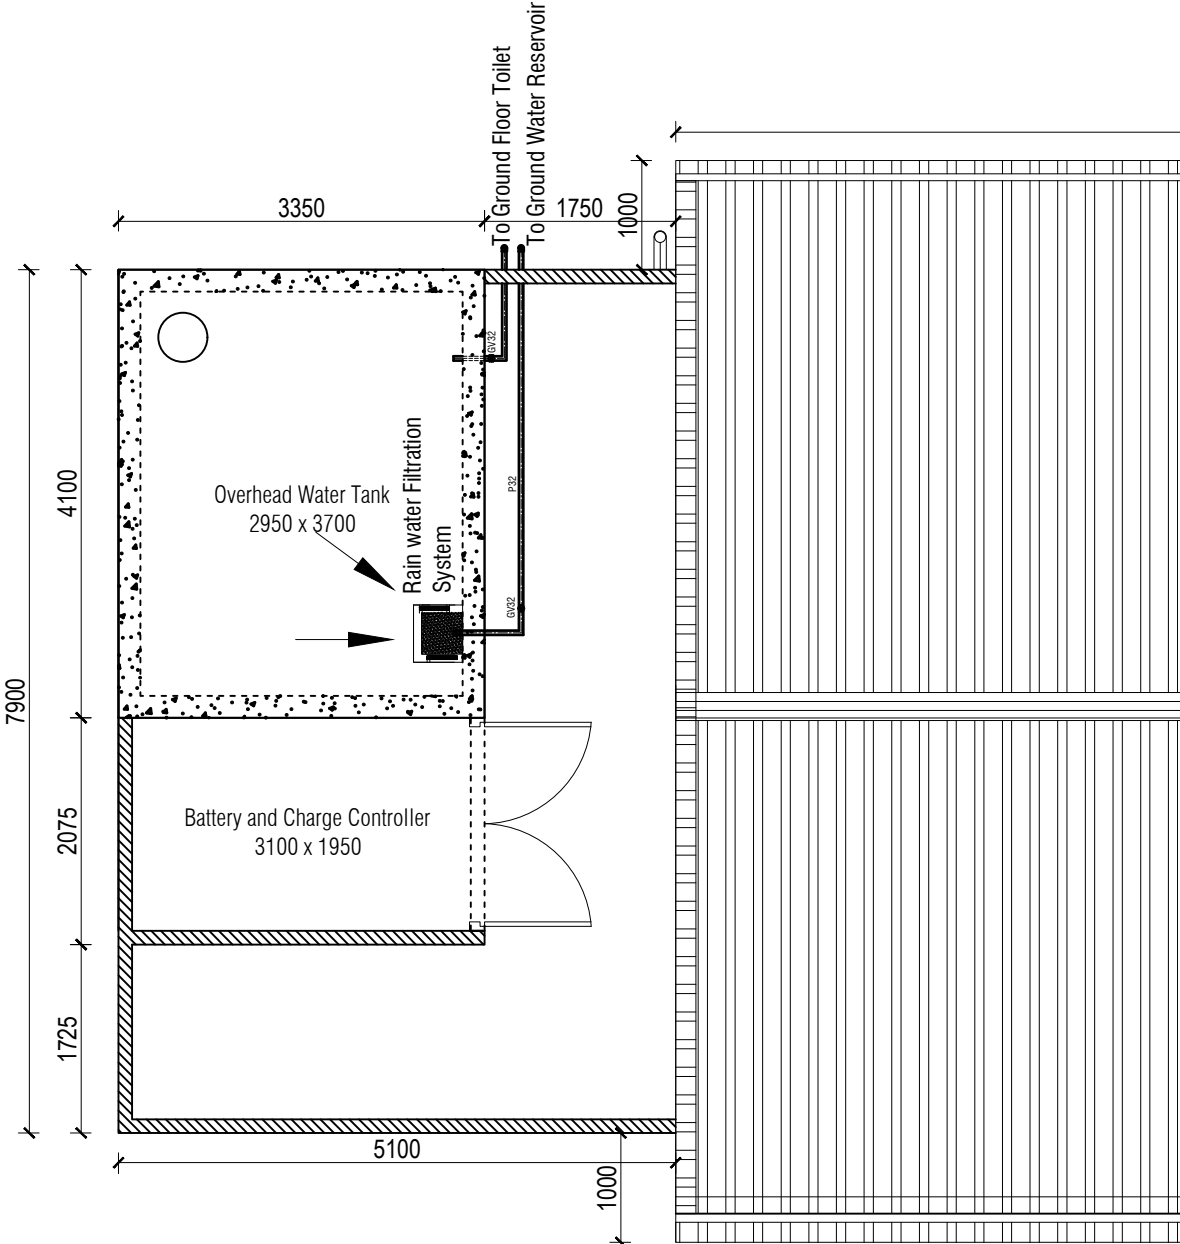 To Ground Floor Toilet
To Ground Water Reservoir
3350
1750
1000
GV32
4100
Rain water Filtration
System
Overhead Water Tank
2950 x 3700
P32
GV32
7900
2075
Battery and Charge Controller
3100 x 1950
1725
5100
1000